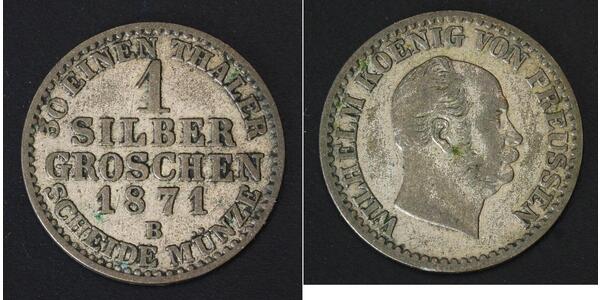 30 EINEN THALER
1
SILBER
GROSCHEN
1871
B
SCHEIDE MÜNZE
WILHELM KOENIG VON PREUSSEN